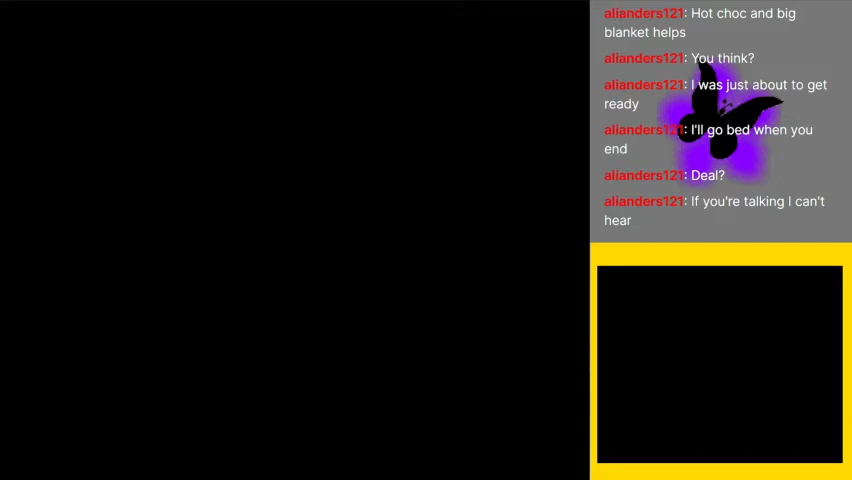 alianders121: Hot choc and big
blanket helps
alianders121: You think?
alianders121: I was just about to get
ready
alianders121: I'll go bed when you
end
alianders121: Deal?
alianders121: If you're talking I can't
hear